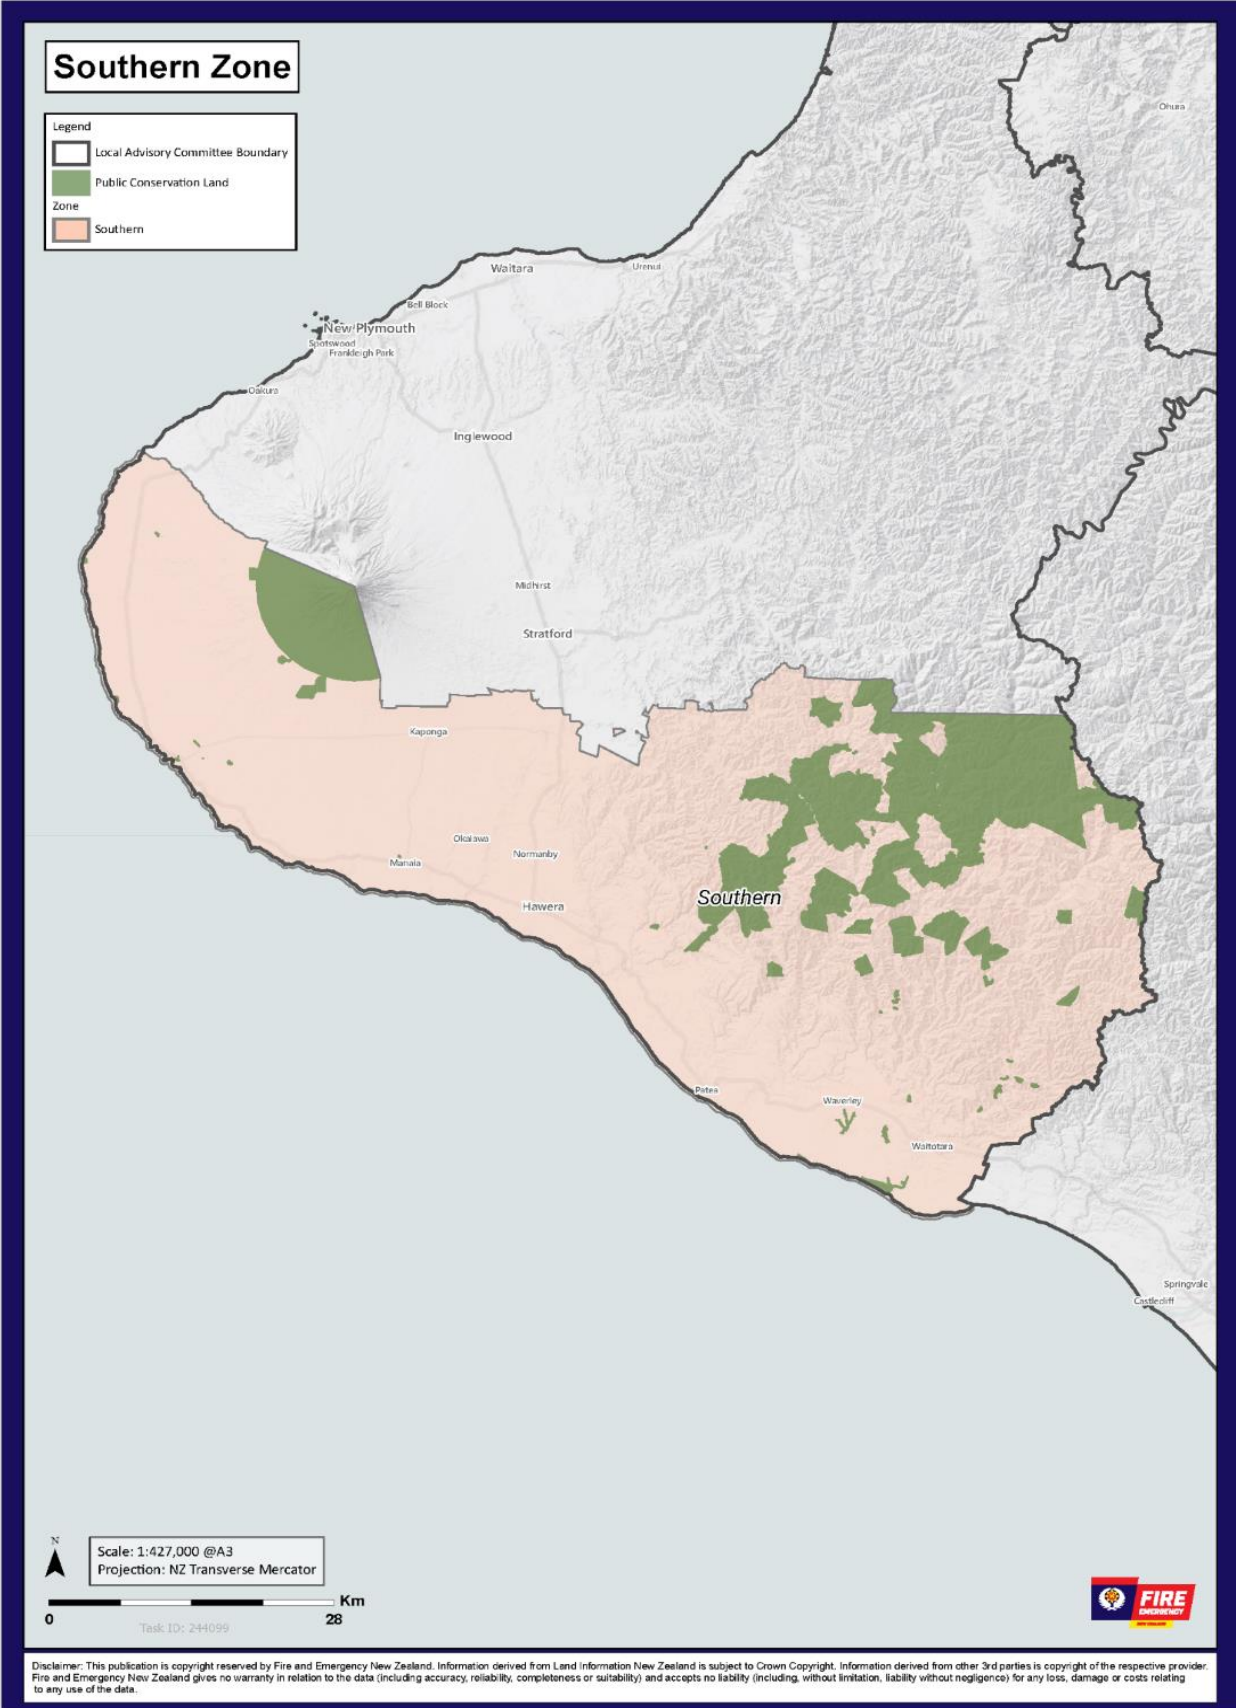 Southern Zone
Legend
Local Advisory Committee Boundary
Public Conservation Land
Zone
Southern
Ohura
Waitara
Urenui
Bell Block
New Plymouth
Spotswood
Frankleigh Park
Oakura
Inglewood
Midhirst
Stratford
Kaponga
Okaiawa
Normanby
Manaia
Southern
Hawera
Patea
Waverley
Waitotara
Springvale
Castlecliff
N
Scale: 1:427,000 @A3
Projection: NZ Transverse Mercator
Km
0
28
Task ID: 244099
FIRE
EMERGENCY
NEW ZEALAND
Disclaimer: This publication is copyright reserved by Fire and Emergency New Zealand. Information derived from Land Information New Zealand is subject to Crown Copyright. Information derived from other 3rd parties is copyright of the respective provider.
Fire and Emergency New Zealand gives no warranty in relation to the data (including accuracy, reliability, completeness or suitability) and accepts no liability (including, without limitation, liability without negligence) for any loss, damage or costs relating
to any use of the data.